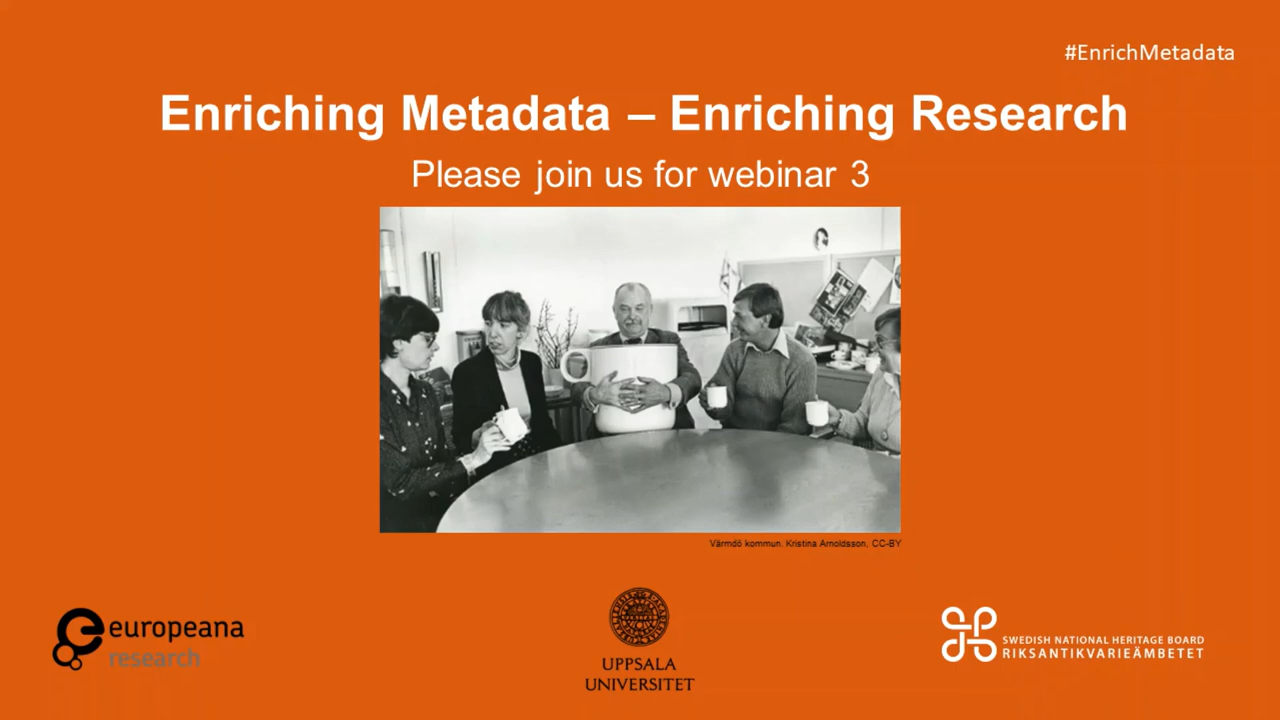 #EnrichMetadata
Enriching Metadata – Enriching Research
Please join us for webinar 3
Värmdö kommun. Kristina Arnoldsson, CC-BY
europeana
research
UPPSALA
UNIVERSITET
SWEDISH NATIONAL HERITAGE BOARD
RIKSANTIKVARIEÄMBETET